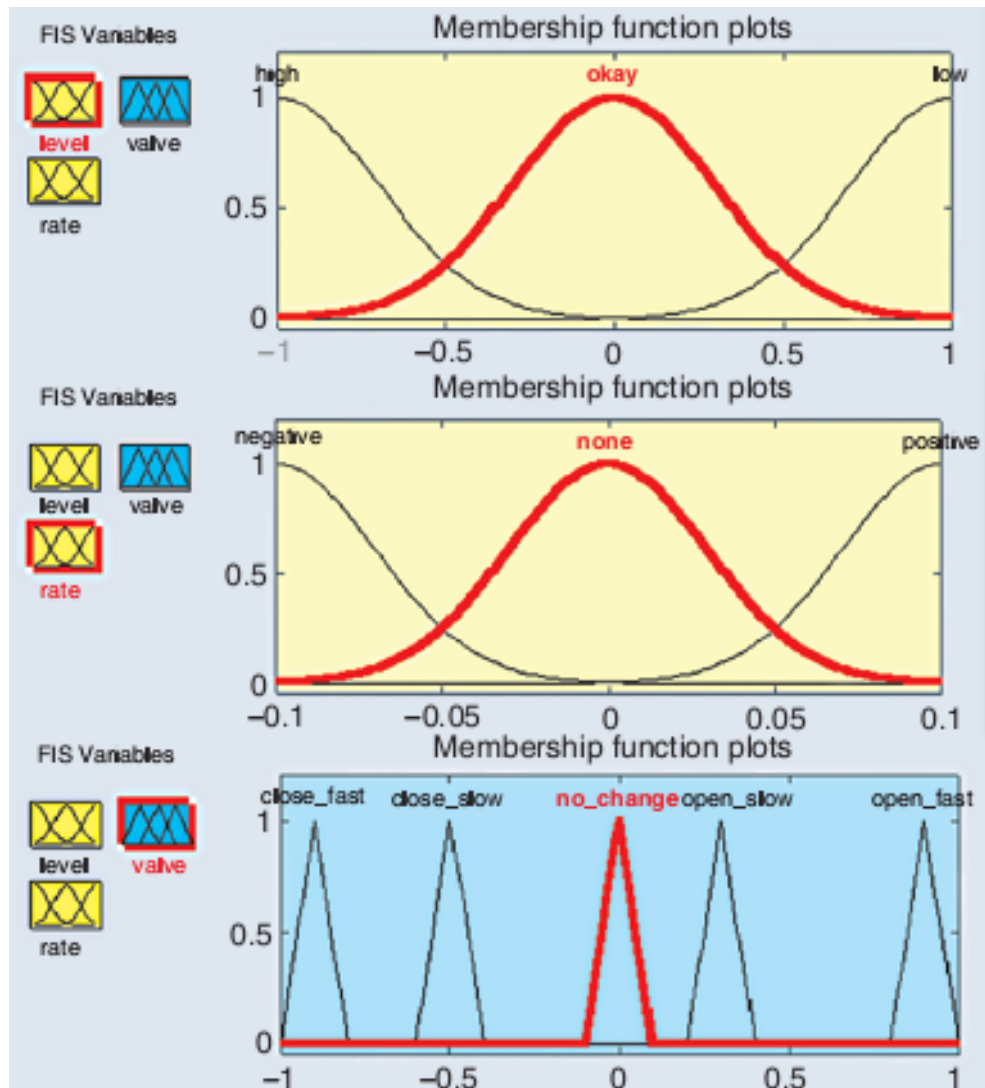 FIS Variables
Membership function plots
high
okay
low
level
valve
rate
1
0.5
0
−1
−0.5
0
0.5
1
FIS Variables
Membership function plots
negative
none
positive
level
valve
rate
1
0.5
0
−0.1
−0.05
0
0.05
0.1
FIS Variables
Membership function plots
close_fast
close_slow
no_change
open_slow
open_fast
level
valve
rate
1
0.5
0
−1
−0.5
0
0.5
1